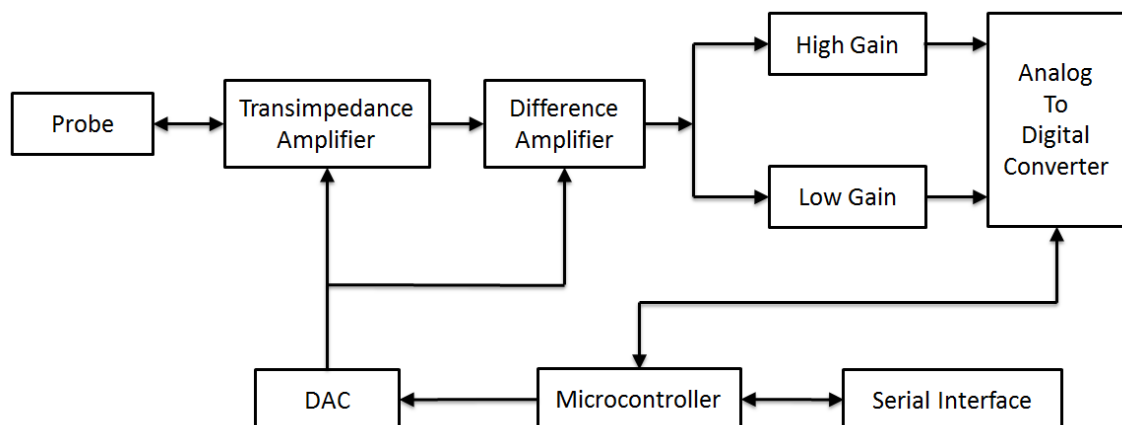 Probe
Transimpedance
Amplifier
Difference
Amplifier
High Gain
Low Gain
Analog
To
Digital
Converter
DAC
Microcontroller
Serial Interface